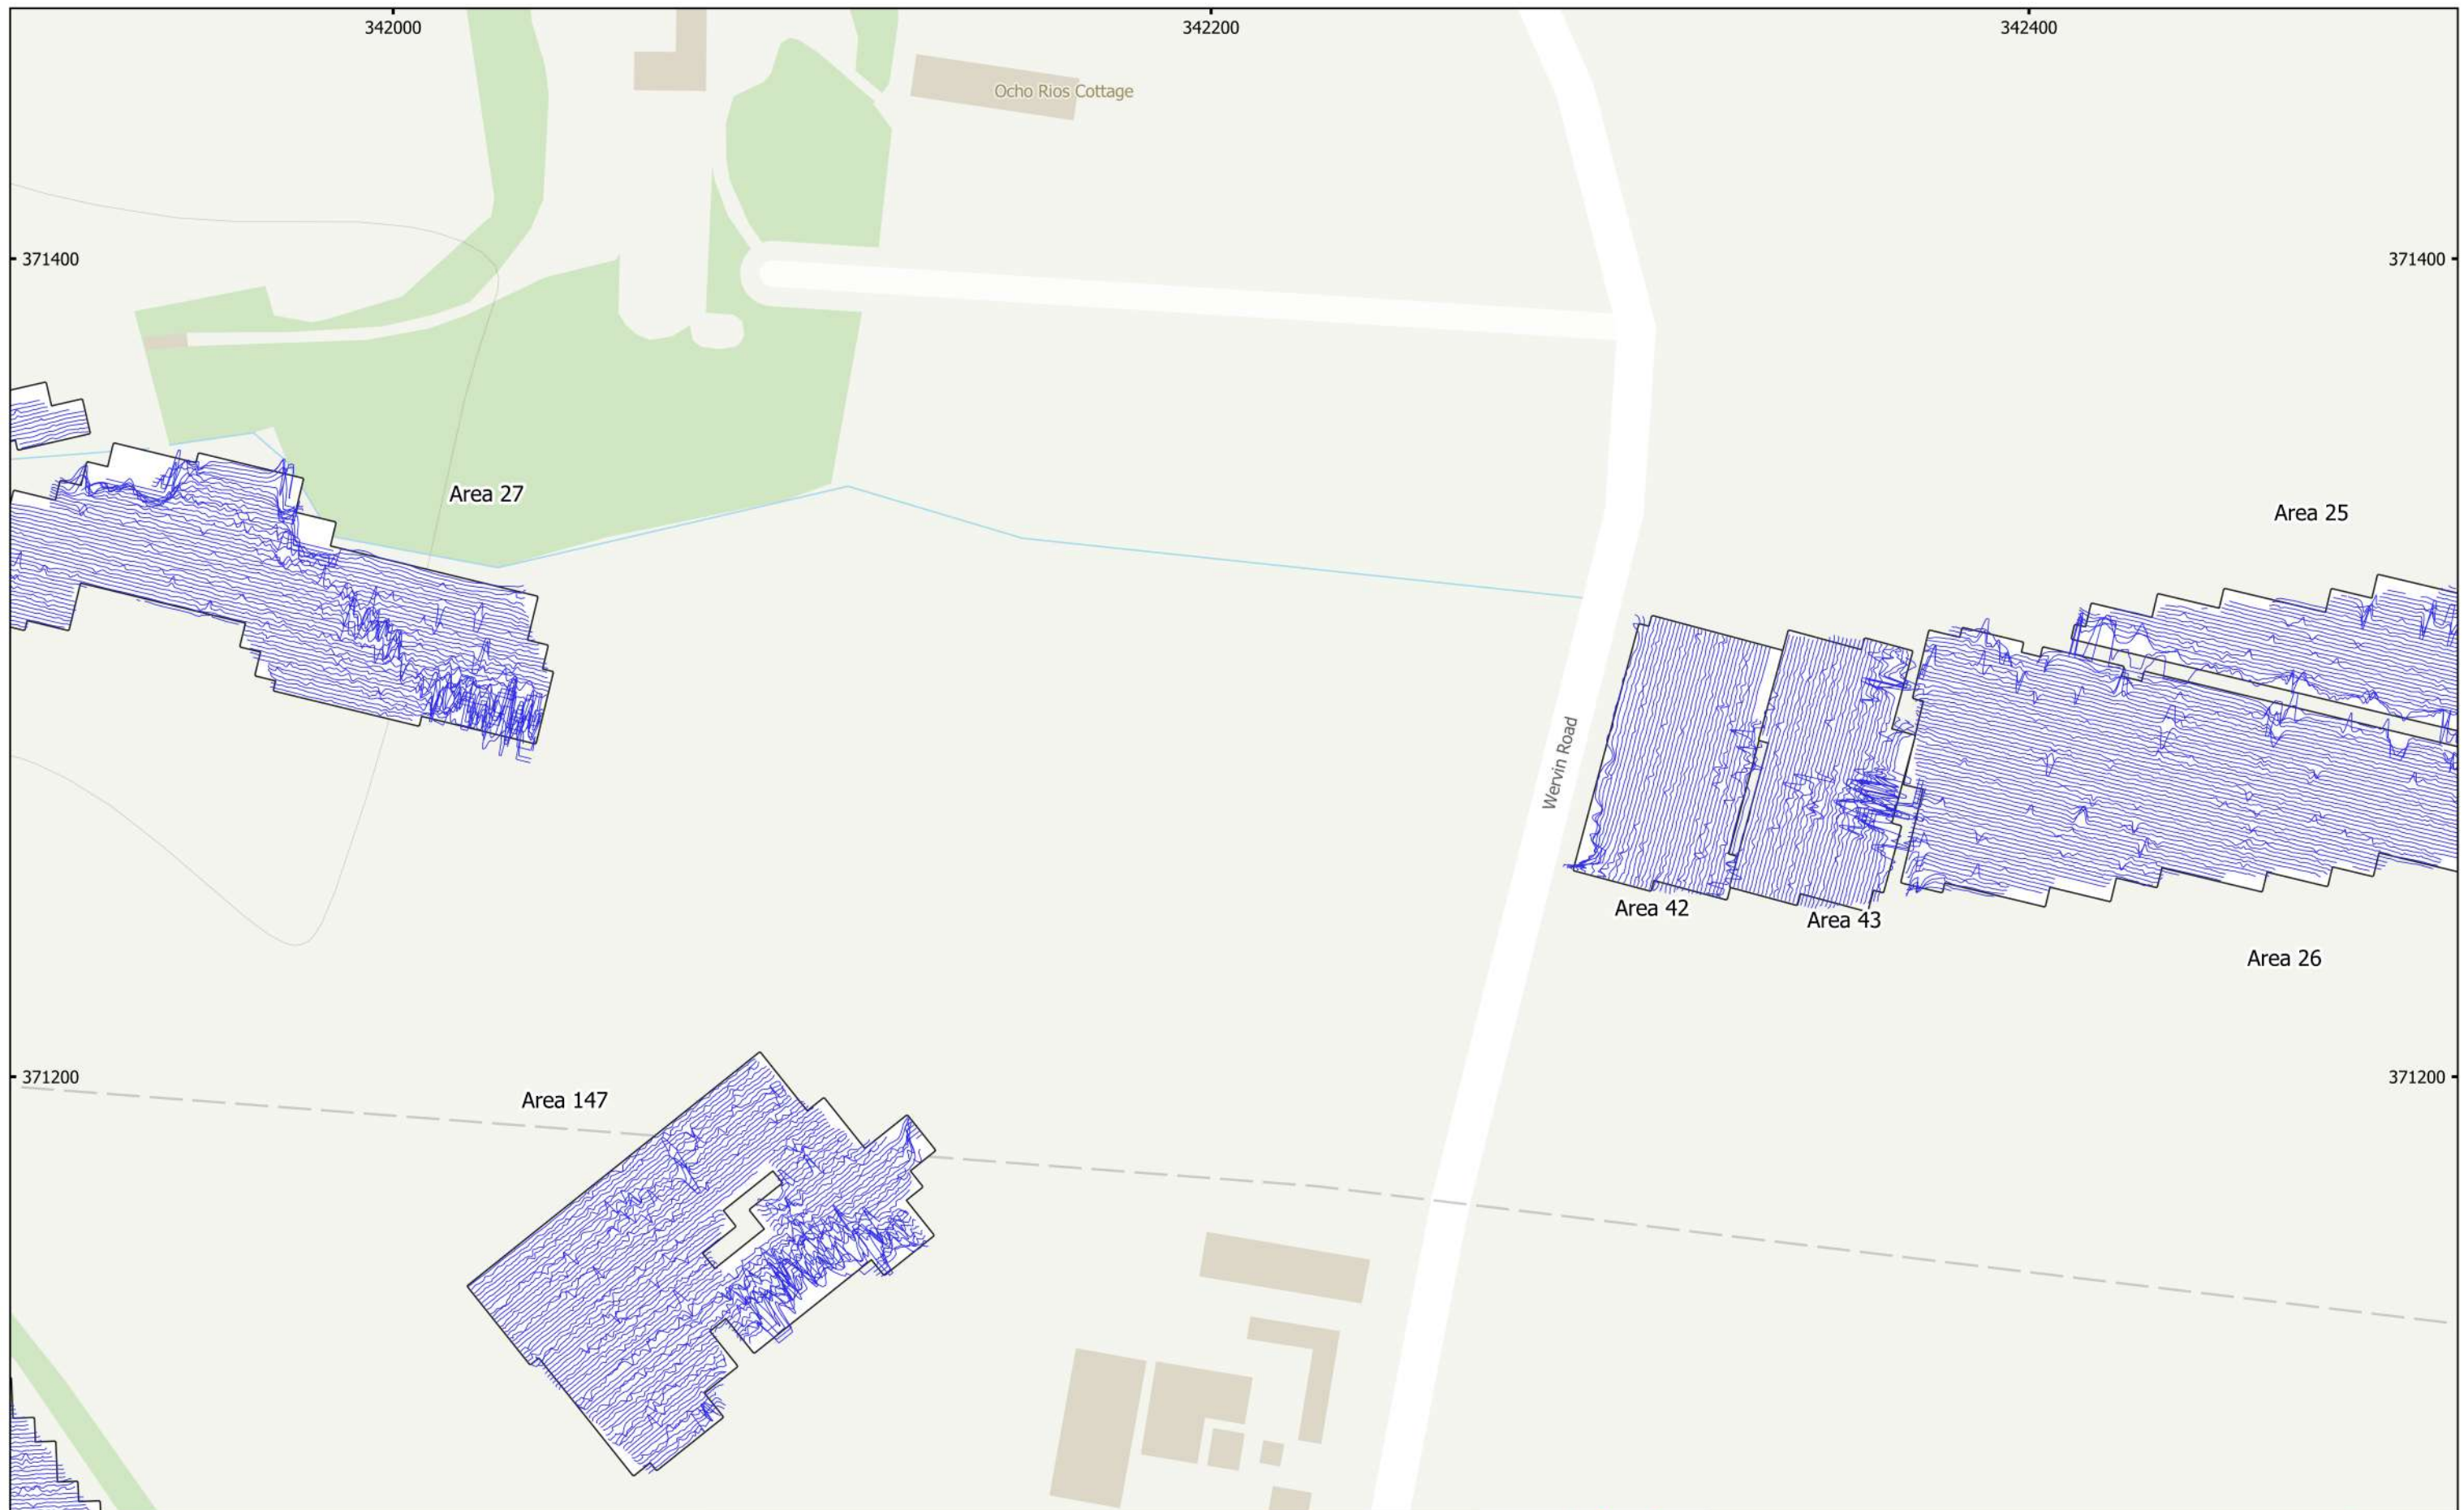 342000
342200
342400
Ocho Rios Cottage
371400
371400
Area 27
Area 25
Wervin Road
Area 42
Area 43
Area 26
371200
371200
Area 147